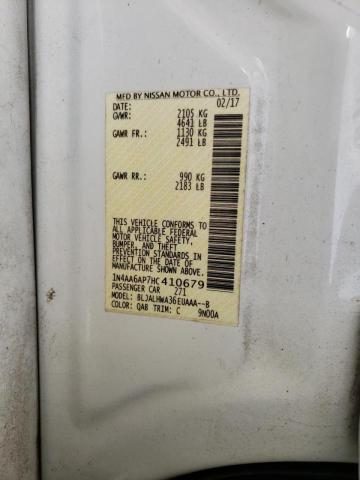 MFD BY NISSAN MOTOR CO., LTD.
DATE: 02/17
GVWR: 2105 KG
4641 LB
GAWR FR.: 1130 KG
2491 LB
GAWR RR.: 990 KG
2183 LB
THIS VEHICLE CONFORMS TO
ALL APPLICABLE FEDERAL
MOTOR VEHICLE SAFETY,
BUMPER, AND THEFT
PREVENTION STANDARDS IN
EFFECT ON THE DATE OF
MANUFACTURE SHOWN ABOVE.
1N4AA6AP7HC410679
PASSENGER CAR 271
MODEL: BLJALHWA36EUAAA--B
COLOR: QAB TRIM: C 9N00A